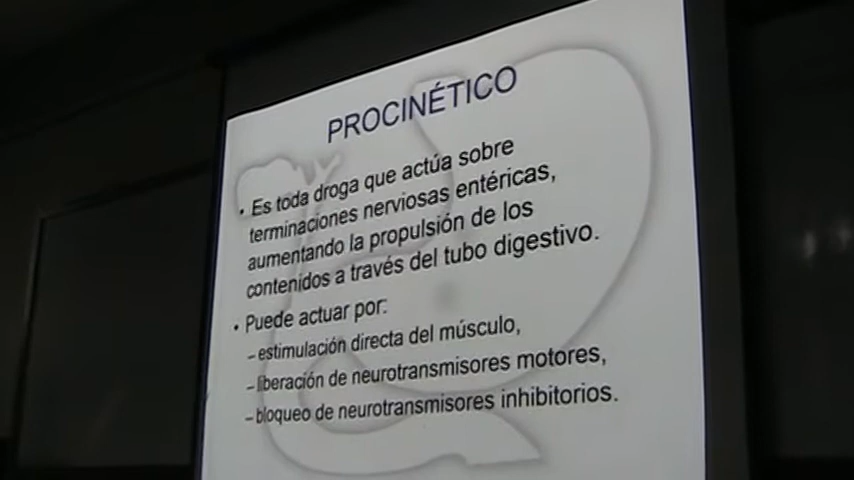 PROCINÉTICO
• Es toda droga que actúa sobre
terminaciones nerviosas entéricas,
aumentando la propulsión de los
contenidos a través del tubo digestivo.
• Puede actuar por:
– estimulación directa del músculo,
– liberación de neurotransmisores motores,
– bloqueo de neurotransmisores inhibitorios.